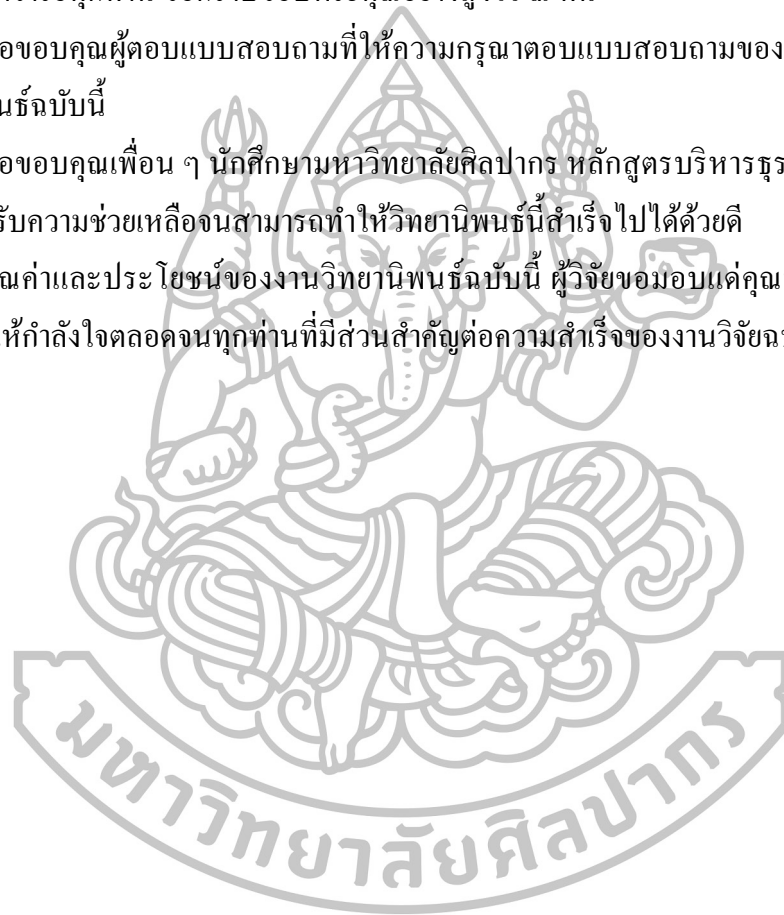 อขอบคุณผู้ตอบแบบสอบถามที่ให้ความกรุณาตอบแบบสอบถามของ
นธ์ฉบับนี้
อขอบคุณเพื่อน ๆ นักศึกษามหาวิทยาลัยศิลปากร หลักสูตรบริหารธุร
รับความช่วยเหลือจนสามารถทำให้วิทยานิพนธ์นี้สำเร็จไปได้ด้วยดี
ณค่าและประโยชน์ของงานวิทยานิพนธ์ฉบับนี้ ผู้วิจัยขอมอบแด่คุณ
ห้กำลังใจตลอดจนทุกท่านที่มีส่วนสำคัญต่อความสำเร็จของงานวิจัยฉ
มหาวิทยาลัยศิลปากร